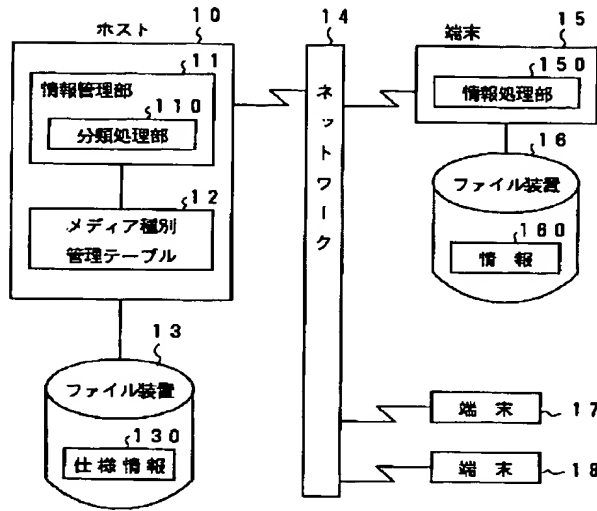 ホスト
10
11
情報管理部
110
分類処理部
12
メディア種別
管理テーブル
13
ファイル装置
130
仕様情報
14
ネットワーク
端末
15
150
情報処理部
16
ファイル装置
160
情報
端末
17
端末
18